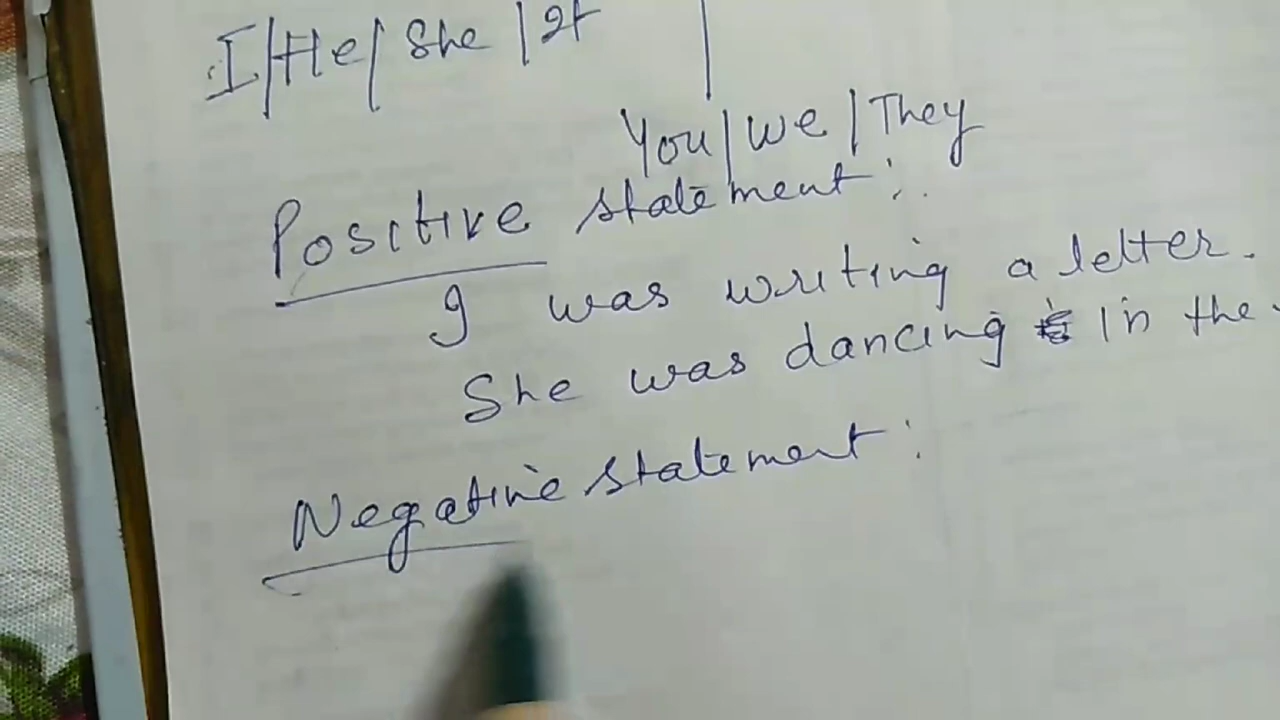 I/He/She/It
You/We/They
Positive statement:
I was writing a letter.
She was dancing in the
Negative statement: